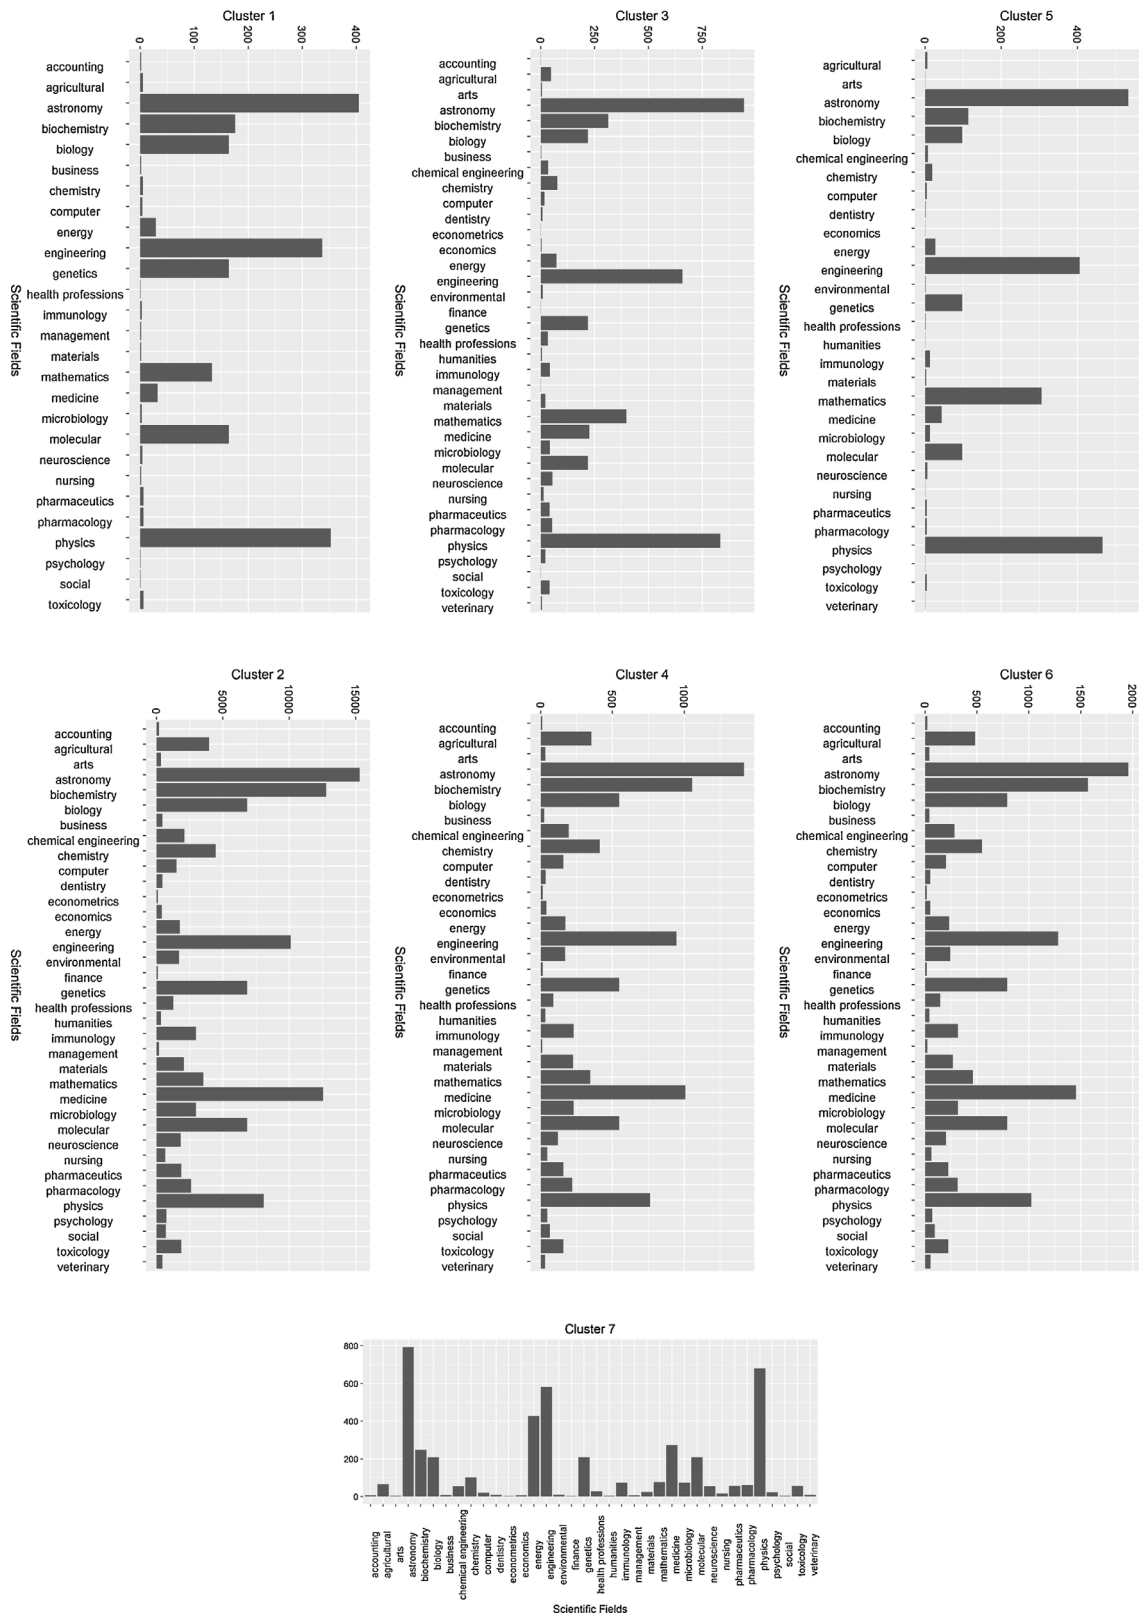 Cluster 1
0 100 200 300 400
accounting
agricultural
astronomy
biochemistry
biology
business
chemistry
computer
energy
engineering
genetics
health professions
immunology
management
materials
mathematics
medicine
microbiology
molecular
neuroscience
nursing
pharmaceutics
pharmacology
physics
psychology
social
toxicology
Scientific Fields
Cluster 3
0 250 500 750
accounting
agricultural
arts
astronomy
biochemistry
biology
business
chemical engineering
chemistry
computer
dentistry
econometrics
economics
energy
engineering
environmental
finance
genetics
health professions
humanities
immunology
management
materials
mathematics
medicine
microbiology
molecular
neuroscience
nursing
pharmaceutics
pharmacology
physics
psychology
social
toxicology
veterinary
Scientific Fields
Cluster 5
0 200 400
agricultural
arts
astronomy
biochemistry
biology
chemical engineering
chemistry
computer
dentistry
economics
energy
engineering
environmental
genetics
health professions
humanities
immunology
materials
mathematics
medicine
microbiology
molecular
neuroscience
nursing
pharmaceutics
pharmacology
physics
psychology
toxicology
veterinary
Scientific Fields
Cluster 2
0 5000 10000 15000
accounting
agricultural
arts
astronomy
biochemistry
biology
business
chemical engineering
chemistry
computer
dentistry
econometrics
economics
energy
engineering
environmental
finance
genetics
health professions
humanities
immunology
management
materials
mathematics
medicine
microbiology
molecular
neuroscience
nursing
pharmaceutics
pharmacology
physics
psychology
social
toxicology
veterinary
Scientific Fields
Cluster 4
0 500 1000
accounting
agricultural
arts
astronomy
biochemistry
biology
business
chemical engineering
chemistry
computer
dentistry
econometrics
economics
energy
engineering
environmental
finance
genetics
health professions
humanities
immunology
management
materials
mathematics
medicine
microbiology
molecular
neuroscience
nursing
pharmaceutics
pharmacology
physics
psychology
social
toxicology
veterinary
Scientific Fields
Cluster 6
0 500 1000 1500 2000
accounting
agricultural
arts
astronomy
biochemistry
biology
business
chemical engineering
chemistry
computer
dentistry
econometrics
economics
energy
engineering
environmental
finance
genetics
health professions
humanities
immunology
management
materials
mathematics
medicine
microbiology
molecular
neuroscience
nursing
pharmaceutics
pharmacology
physics
psychology
social
toxicology
veterinary
Scientific Fields
Cluster 7
800
600
400
200
0
accounting
agricultural
arts
astronomy
biochemistry
biology
business
chemical engineering
chemistry
computer
dentistry
econometrics
economics
energy
engineering
environmental
finance
genetics
health professions
humanities
immunology
management
materials
mathematics
medicine
microbiology
molecular
neuroscience
nursing
pharmaceutics
pharmacology
physics
psychology
social
toxicology
veterinary
Scientific Fields